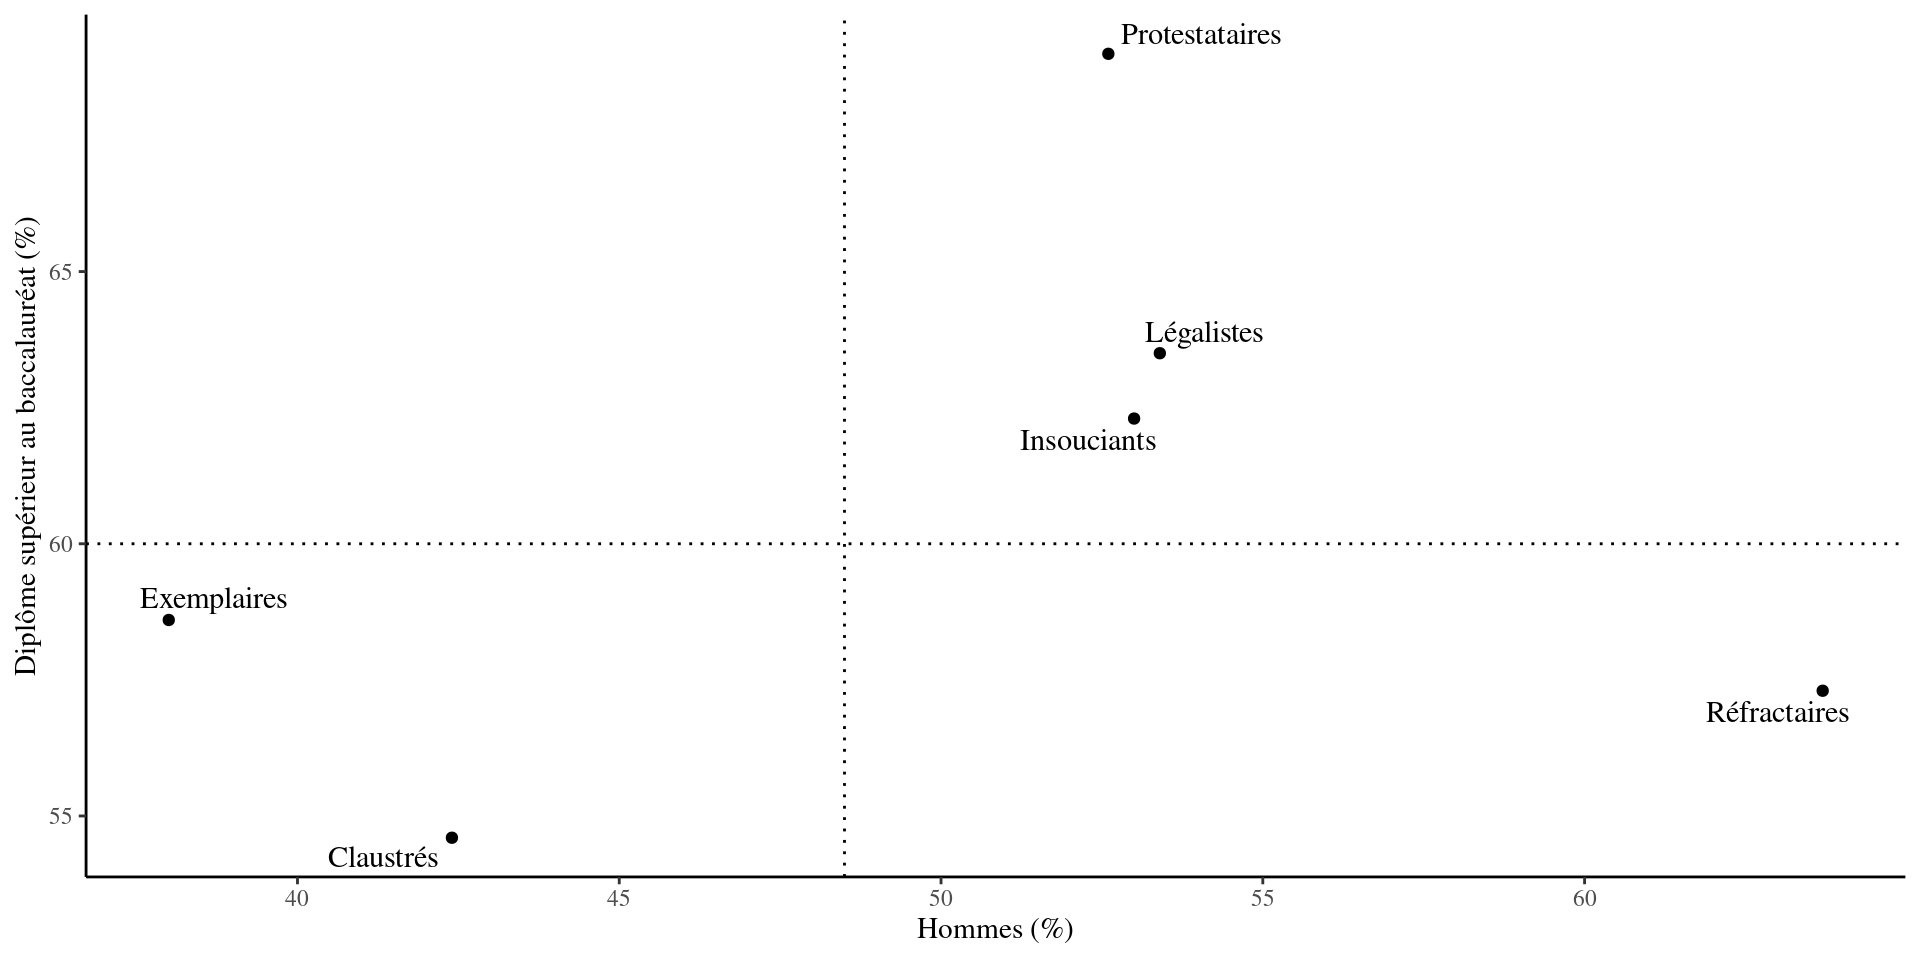 Protestataires
Diplôme supérieur au baccalauréat (%)
65
Légalistes
Insouciants
60
Exemplaires
Réfractaires
55
Claustrés
40 45 50 55 60
Hommes (%)